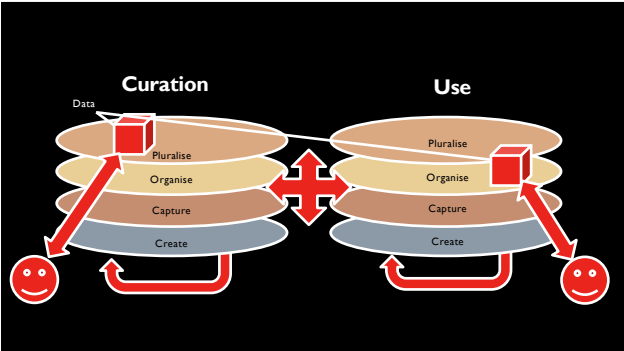 Curation
Use
Data
Pluralise
Organise
Capture
Create
Pluralise
Organise
Capture
Create